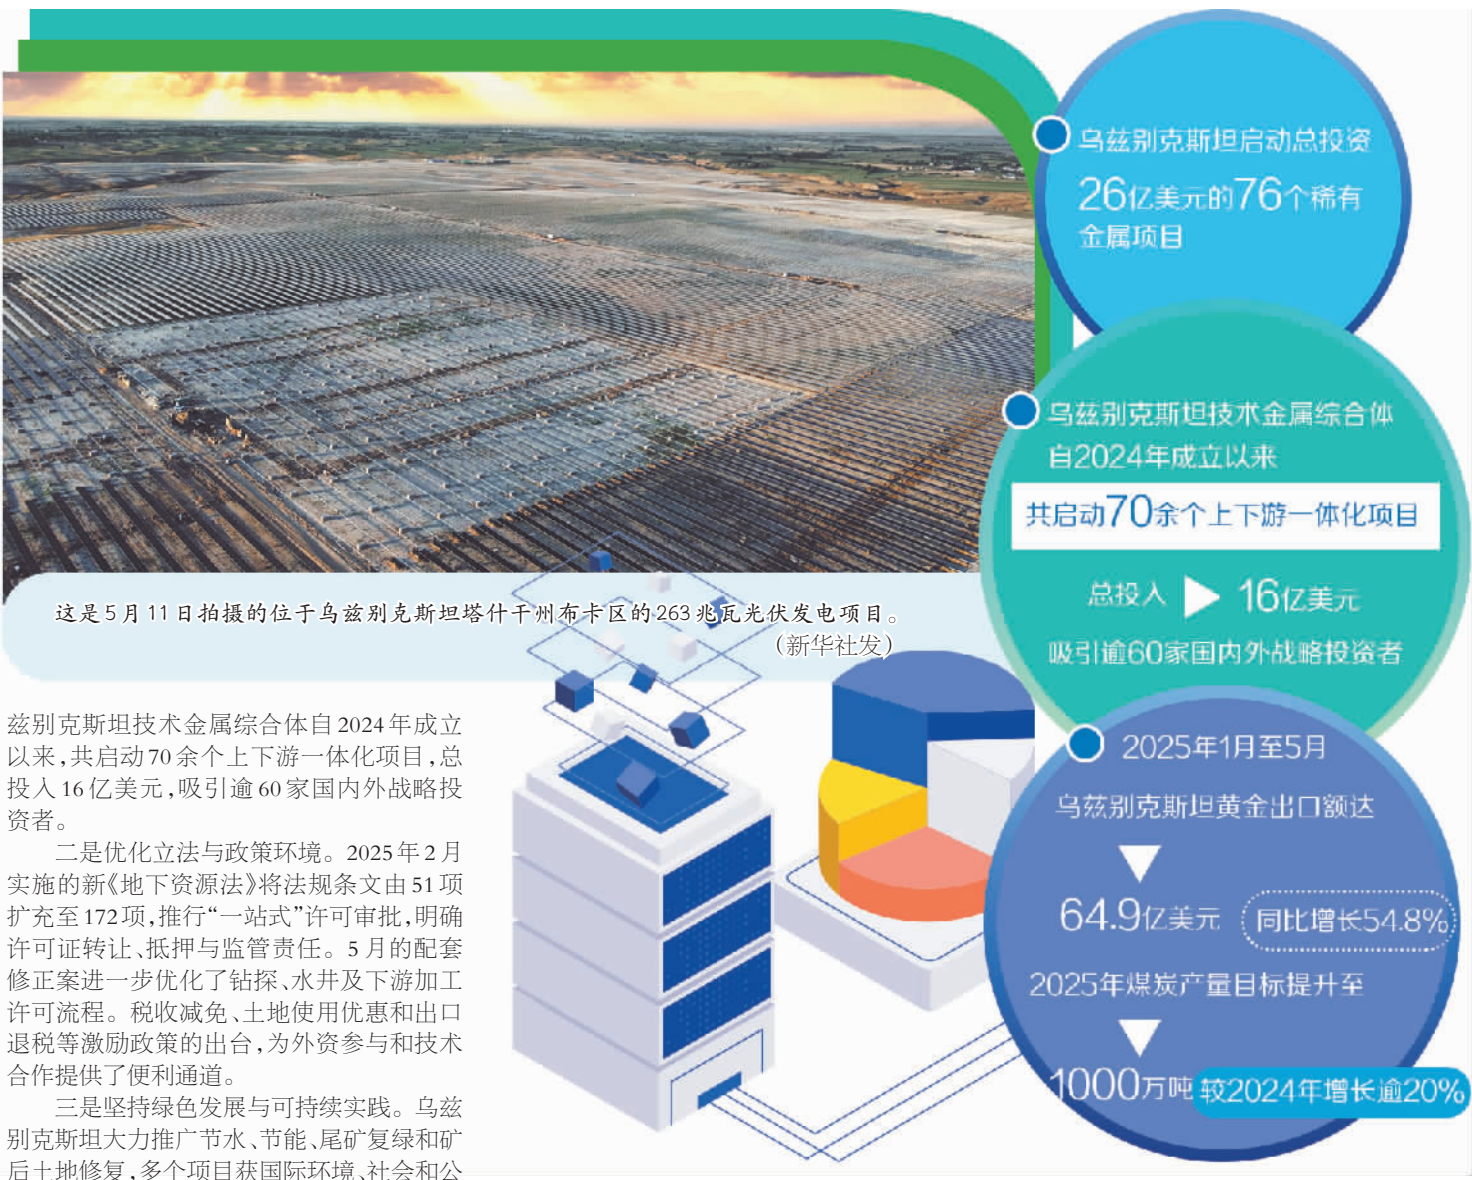 乌兹别克斯坦启动总投资
26亿美元的76个稀有
金属项目
乌兹别克斯坦技术金属综合体
自2024年成立以来
共启动70余个上下游一体化项目
总投入 ▶ 16亿美元
吸引逾60家国内外战略投资者
2025年1月至5月
乌兹别克斯坦黄金出口额达
64.9亿美元 同比增长54.8%
2025年煤炭产量目标提升至
1000万吨 较2024年增长逾20%
这是5月11日拍摄的位于乌兹别克斯坦塔什干州布卡区的263兆瓦光伏发电项目。
（新华社发）
兹别克斯坦技术金属综合体自2024年成立
以来，共启动70余个上下游一体化项目，总
投入16亿美元，吸引逾60家国内外战略投
资者。
二是优化立法与政策环境。2025年2月
实施的新《地下资源法》将法规条文由51项
扩充至172项，推行“一站式”许可审批，明确
许可证转让、抵押与监管责任。5月的配套
修正案进一步优化了钻探、水井及下游加工
许可流程。税收减免、土地使用优惠和出口
退税等激励政策的出台，为外资参与和技术
合作提供了便利通道。
三是坚持绿色发展与可持续实践。乌兹
别克斯坦大力推广节水、节能、尾矿复绿和矿
后土地修复，多个项目获国际环境、社会和公